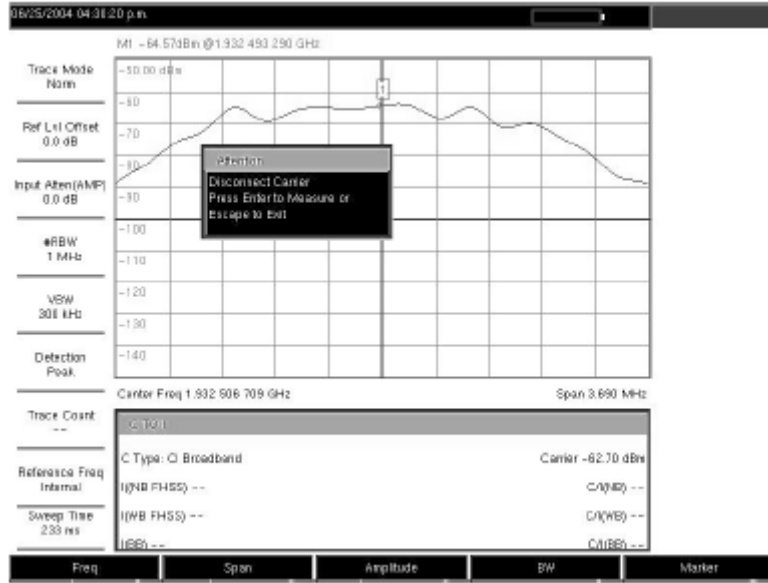 06/25/2004 04:30:20 p.m.
M1 -64.57dBm @1.932 493 290 GHz
Trace Mode
Norm
Ref Lvl Offset
0.0 dB
Input Atten(AMP)
0.0 dB
RBW
1 MHz
VBW
300 kHz
Detection
Peak
Trace Count
--
Reference Freq
Internal
Sweep Time
233 ms
-50.00 dBm
-60
-70
-80
-90
-100
-110
-120
-130
-140
1
Attention
Disconnect Carrier
Press Enter to Measure or
Escape to Exit
Center Freq 1.932 506 709 GHz
Span 3.690 MHz
C TO I
C Type: CI Broadband
Carrier -62.70 dBm
I(NB FHSS) --
C/I(NB) --
I(WB FHSS) --
C/I(WB) --
I(BB) --
C/I(BB) --
Freq
Span
Amplitude
BW
Marker